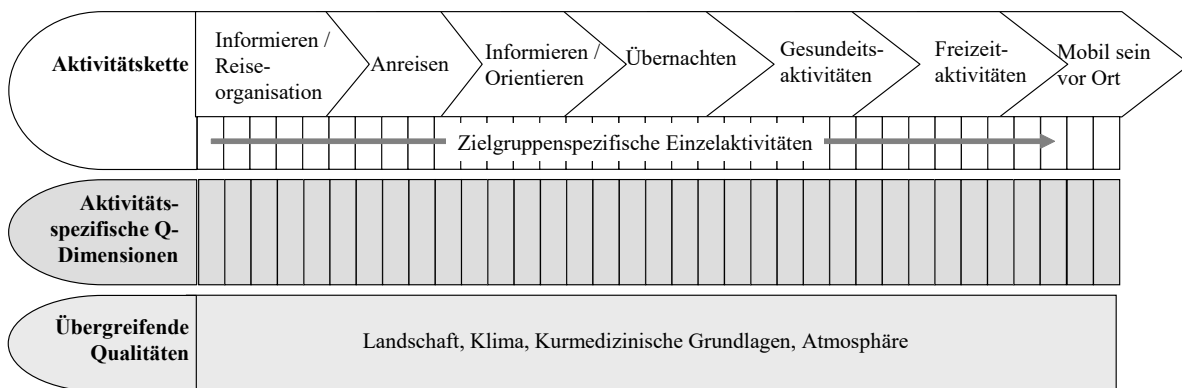 Aktivitätskette
Informieren /
Reise-
organisation
Anreisen
Informieren /
Orientieren
Übernachten
Gesundeits-
aktivitäten
Freizeit-
aktivitäten
Mobil sein
vor Ort
Zielgruppenspezifische Einzelaktivitäten
Aktivitäts-
spezifische Q-
Dimensionen
Übergreifende
Qualitäten
Landschaft, Klima, Kurmedizinische Grundlagen, Atmosphäre